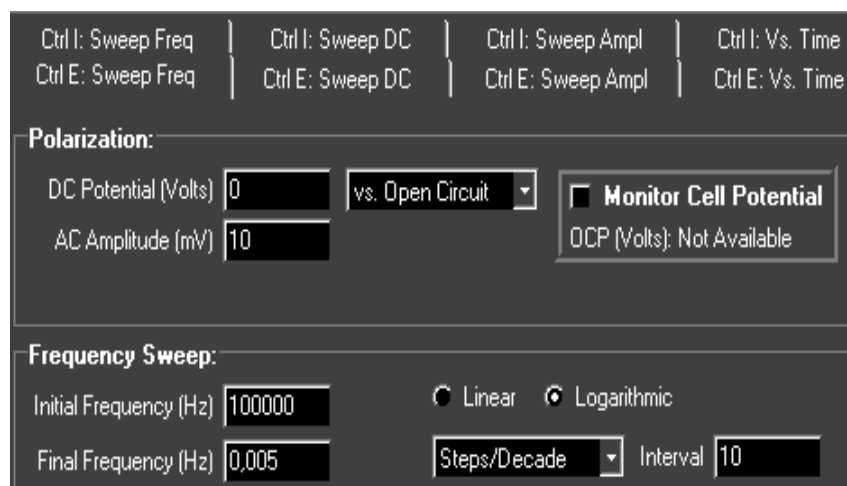 Ctrl I: Sweep Freq Ctrl I: Sweep DC Ctrl I: Sweep Ampl Ctrl I: Vs. Time
Ctrl E: Sweep Freq Ctrl E: Sweep DC Ctrl E: Sweep Ampl Ctrl E: Vs. Time
Polarization:
DC Potential (Volts) 0 vs. Open Circuit Monitor Cell Potential
AC Amplitude (mV) 10 OCP (Volts): Not Available
Frequency Sweep:
Initial Frequency (Hz) 100000 Linear Logarithmic
Final Frequency (Hz) 0,005 Steps/Decade Interval 10